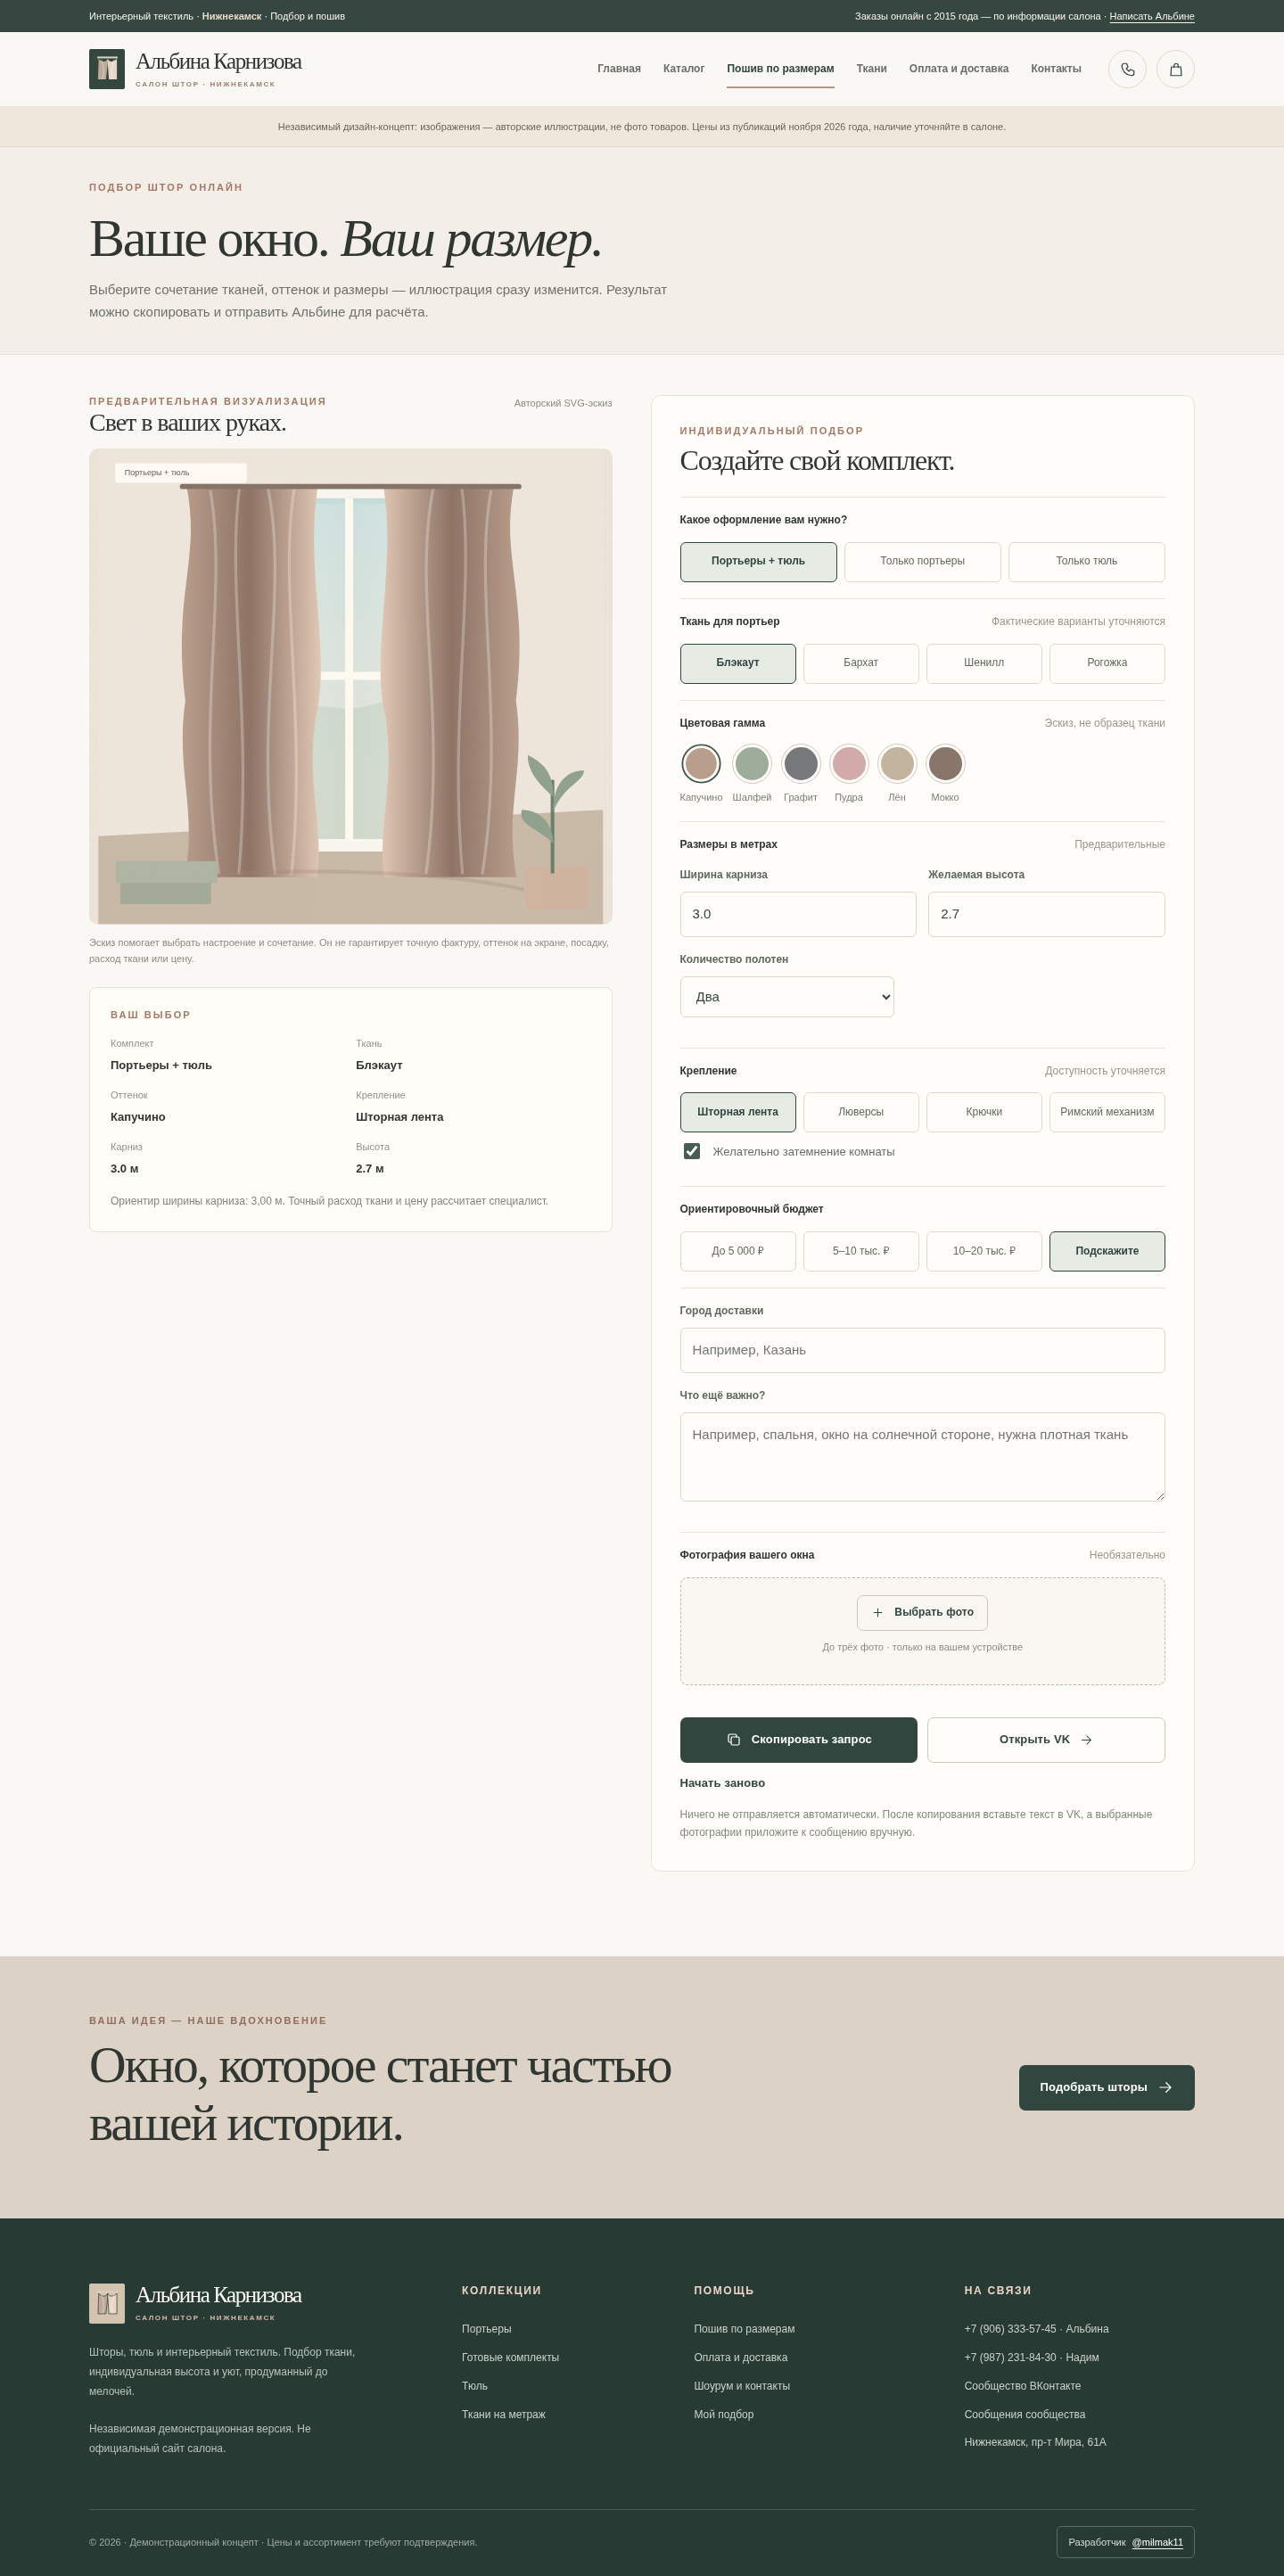 Интерьерный текстиль · Нижнекамск · Подбор и пошив
Заказы онлайн с 2015 года — по информации салона · Написать Альбине
Альбина Карнизова
САЛОН ШТОР · НИЖНЕКАМСК
Главная Каталог Пошив по размерам Ткани Оплата и доставка Контакты
Независимый дизайн-концепт: изображения — авторские иллюстрации, не фото товаров. Цены из публикаций ноября 2026 года, наличие уточняйте в салоне.
ПОДБОР ШТОР ОНЛАЙН
Ваше окно. Ваш размер.
Выберите сочетание тканей, оттенок и размеры — иллюстрация сразу изменится. Результат
можно скопировать и отправить Альбине для расчёта.
ПРЕДВАРИТЕЛЬНАЯ ВИЗУАЛИЗАЦИЯ
Свет в ваших руках.
Авторский SVG-эскиз
Портьеры + тюль
Эскиз помогает выбрать настроение и сочетание. Он не гарантирует точную фактуру, оттенок на экране, посадку,
расход ткани или цену.
ВАШ ВЫБОР
Комплект Ткань
Портьеры + тюль Блэкаут
Оттенок Крепление
Капучино Шторная лента
Карниз Высота
3.0 м 2.7 м
Ориентир ширины карниза: 3,00 м. Точный расход ткани и цену рассчитает специалист.
ИНДИВИДУАЛЬНЫЙ ПОДБОР
Создайте свой комплект.
Какое оформление вам нужно?
Портьеры + тюль Только портьеры Только тюль
Ткань для портьер Фактические варианты уточняются
Блэкаут Бархат Шенилл Рогожка
Цветовая гамма Эскиз, не образец ткани
Капучино Шалфей Графит Пудра Лён Мокко
Размеры в метрах Предварительные
Ширина карниза Желаемая высота
3.0 2.7
Количество полотен
Два
Крепление Доступность уточняется
Шторная лента Люверсы Крючки Римский механизм
Желательно затемнение комнаты
Ориентировочный бюджет
До 5 000 ₽ 5–10 тыс. ₽ 10–20 тыс. ₽ Подскажите
Город доставки
Например, Казань
Что ещё важно?
Например, спальня, окно на солнечной стороне, нужна плотная ткань
Фотография вашего окна Необязательно
Выбрать фото
До трёх фото · только на вашем устройстве
Скопировать запрос Открыть VK
Начать заново
Ничего не отправляется автоматически. После копирования вставьте текст в VK, а выбранные
фотографии приложите к сообщению вручную.
ВАША ИДЕЯ — НАШЕ ВДОХНОВЕНИЕ
Окно, которое станет частью
вашей истории.
Подобрать шторы
Альбина Карнизова
САЛОН ШТОР · НИЖНЕКАМСК
Шторы, тюль и интерьерный текстиль. Подбор ткани,
индивидуальная высота и уют, продуманный до
мелочей.
Независимая демонстрационная версия. Не
официальный сайт салона.
КОЛЛЕКЦИИ
Портьеры
Готовые комплекты
Тюль
Ткани на метраж
ПОМОЩЬ
Пошив по размерам
Оплата и доставка
Шоурум и контакты
Мой подбор
НА СВЯЗИ
+7 (906) 333-57-45 · Альбина
+7 (987) 231-84-30 · Надим
Сообщество ВКонтакте
Сообщения сообщества
Нижнекамск, пр-т Мира, 61А
© 2026 · Демонстрационный концепт · Цены и ассортимент требуют подтверждения.
Разработчик @milmak11